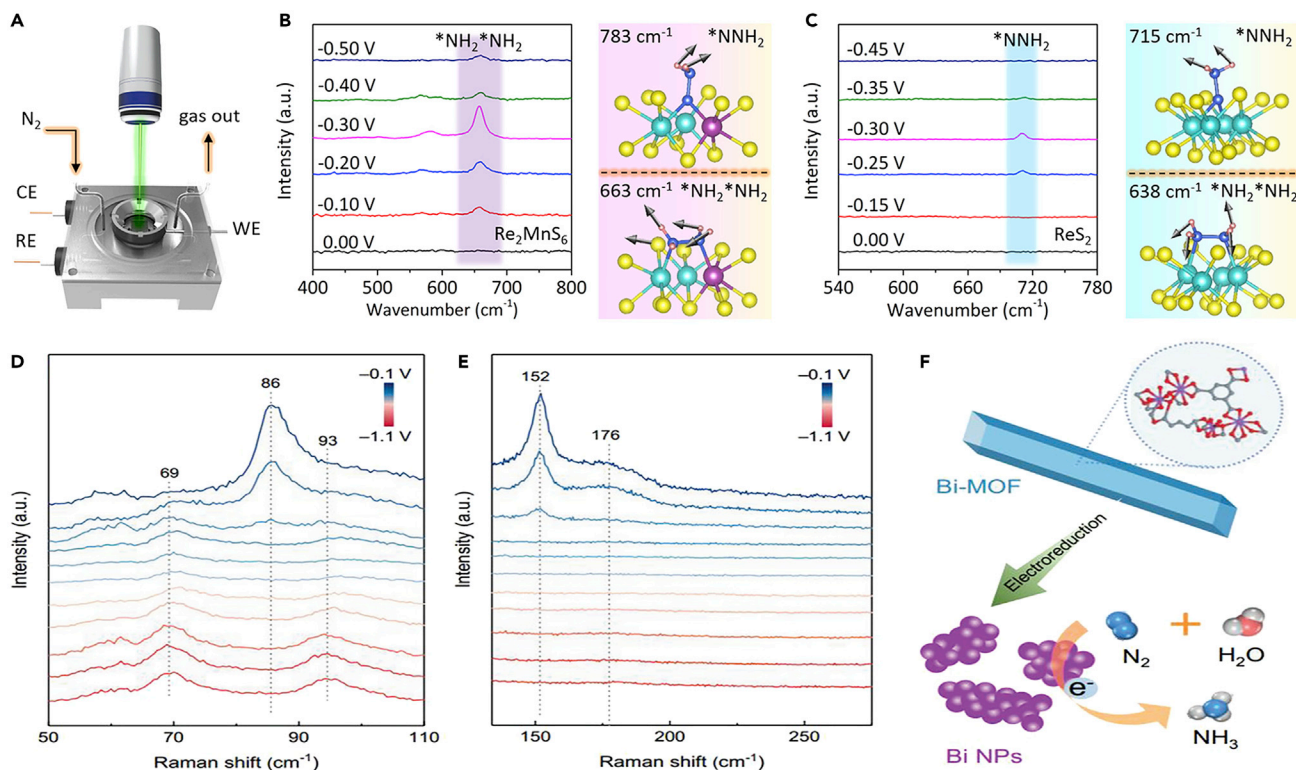 A
N₂
gas out
CE
RE
WE
B
*NH₂*NH₂
-0.50 V
-0.40 V
-0.30 V
-0.20 V
-0.10 V
0.00 V
Re₂MnS₆
Intensity (a.u.)
400 500 600 700 800
Wavenumber (cm⁻¹)
783 cm⁻¹ *NNH₂
663 cm⁻¹ *NH₂*NH₂
C
*NNH₂
-0.45 V
-0.35 V
-0.30 V
-0.25 V
-0.15 V
0.00 V
ReS₂
Intensity (a.u.)
540 600 660 720 780
Wavenumber (cm⁻¹)
715 cm⁻¹ *NNH₂
638 cm⁻¹ *NH₂*NH₂
D
–0.1 V
–1.1 V
86
93
69
Intensity (a.u.)
50 70 90 110
Raman shift (cm⁻¹)
E
–0.1 V
–1.1 V
152
176
Intensity (a.u.)
150 200 250
Raman shift (cm⁻¹)
F
Bi-MOF
Electroreduction
N₂
+
H₂O
e⁻
NH₃
Bi NPs